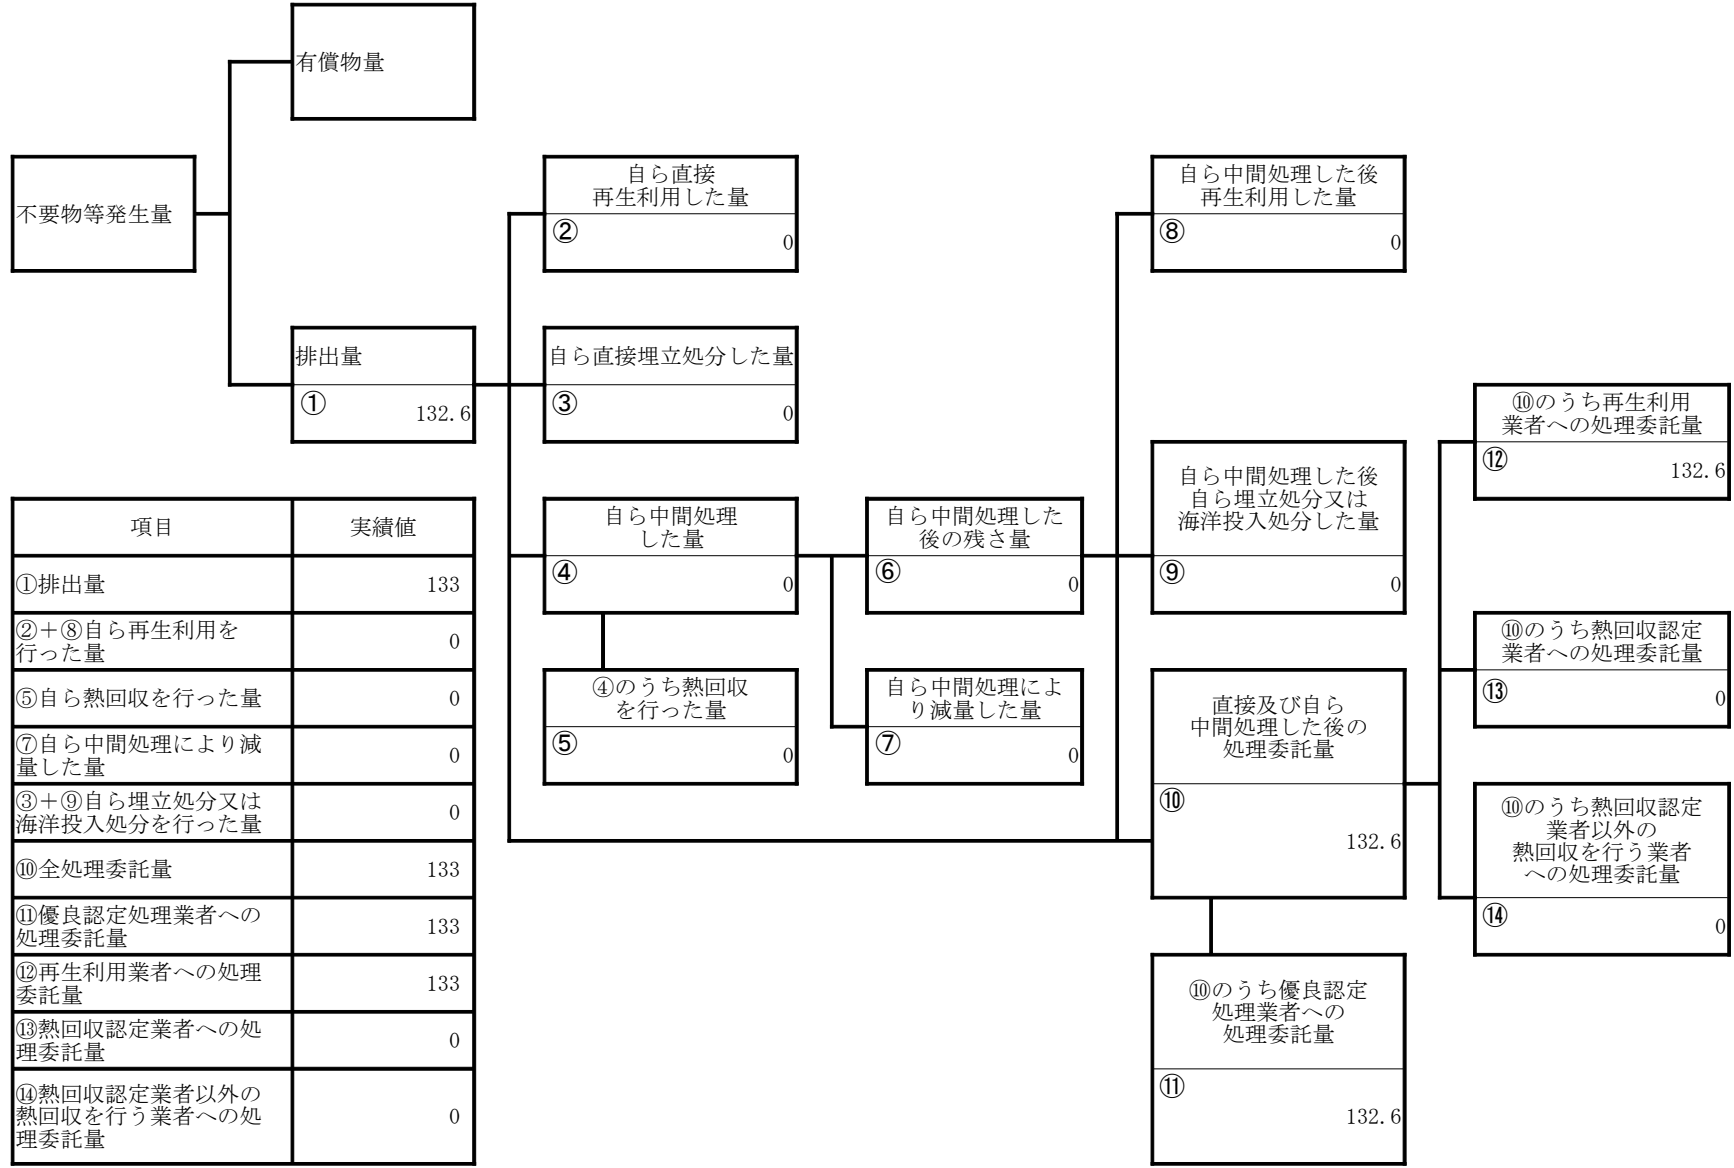 有償物量
不要物等発生量
自ら直接
再生利用した量
②
0
自ら中間処理した後
再生利用した量
⑧
0
排出量
①
132.6
自ら直接埋立処分した量
③
0
⑩のうち再生利用
業者への処理委託量
⑫
132.6
自ら中間処理
した量
④
0
自ら中間処理した
後の残さ量
⑥
0
自ら中間処理した後
自ら埋立処分又は
海洋投入処分した量
⑨
0
⑩のうち熱回収認定
業者への処理委託量
⑬
0
④のうち熱回収
を行った量
⑤
0
自ら中間処理によ
り減量した量
⑦
0
直接及び自ら
中間処理した後の
処理委託量
⑩
132.6
⑩のうち熱回収認定
業者以外の
熱回収を行う業者
への処理委託量
⑭
0
⑩のうち優良認定
処理業者への
処理委託量
⑪
132.6
項目
実績値
①排出量
133
②＋⑧自ら再生利用を
行った量
0
⑤自ら熱回収を行った量
0
⑦自ら中間処理により減
量した量
0
③＋⑨自ら埋立処分又は
海洋投入処分を行った量
0
⑩全処理委託量
133
⑪優良認定処理業者への
処理委託量
133
⑫再生利用業者への処理
委託量
133
⑬熱回収認定業者への処
理委託量
0
⑭熱回収認定業者以外の
熱回収を行う業者への処
理委託量
0